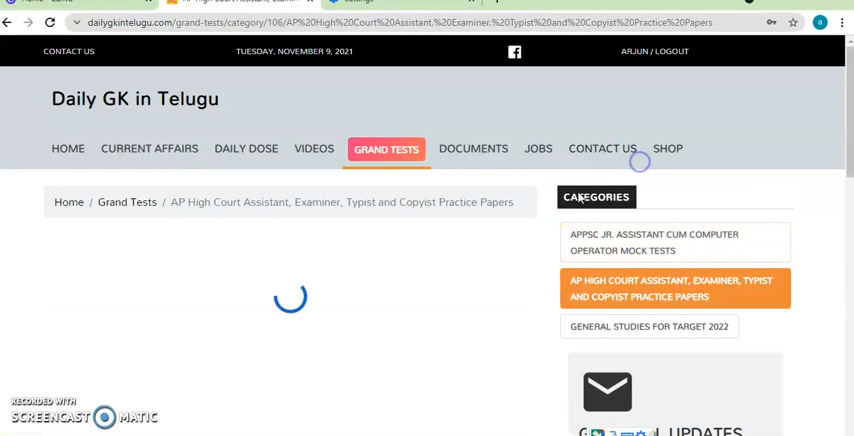 dailygkintelugu.com/grand-tests/category/106/AP%20High%20Court%20Assistant,%20Examiner,%20Typist%20and%20Copyist%20Practice%20Papers
a
CONTACT US
TUESDAY, NOVEMBER 9, 2021
ARJUN / LOGOUT
Daily GK in Telugu
HOME
CURRENT AFFAIRS
DAILY DOSE
VIDEOS
GRAND TESTS
DOCUMENTS
JOBS
CONTACT US
SHOP
Home / Grand Tests / AP High Court Assistant, Examiner, Typist and Copyist Practice Papers
CATEGORIES
APPSC JR. ASSISTANT CUM COMPUTER
OPERATOR MOCK TESTS
AP HIGH COURT ASSISTANT, EXAMINER, TYPIST
AND COPYIST PRACTICE PAPERS
GENERAL STUDIES FOR TARGET 2022
UPDATES
RECORDED WITH
SCREENCAST MATIC